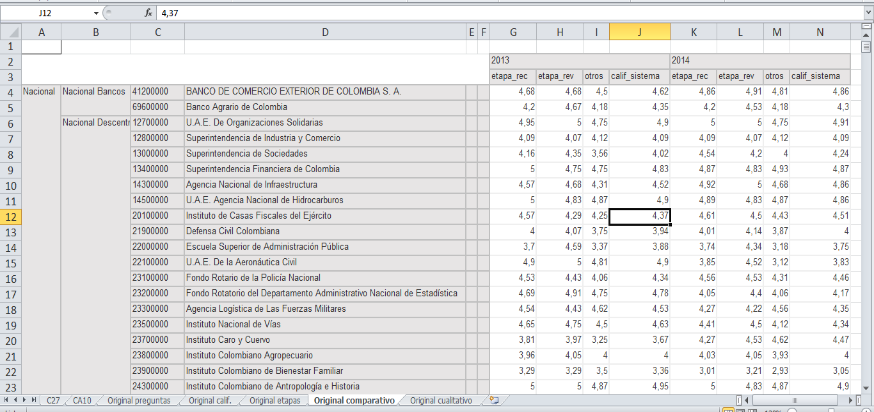 J12 fx 4,37
A B C D E F G H I J K L M N
1
2 2013 2014
3 etapa_rec etapa_rev otros calif_sistema etapa_rec etapa_rev otros calif_sistema
4 Nacional Nacional Bancos 41200000 BANCO DE COMERCIO EXTERIOR DE COLOMBIA S. A. 4,68 4,68 4,5 4,62 4,86 4,91 4,81 4,86
5 69600000 Banco Agrario de Colombia 4,2 4,67 4,18 4,35 4,2 4,53 4,18 4,3
6 Nacional Descentr 12700000 U.A.E. De Organizaciones Solidarias 4,95 5 4,75 4,9 5 5 4,75 4,91
7 12800000 Superintendencia de Industria y Comercio 4,09 4,07 4,12 4,09 4,09 4,07 4,12 4,09
8 13000000 Superintendencia de Sociedades 4,16 4,35 3,56 4,02 4,54 4,2 4 4,24
9 13400000 Superintendencia Financiera de Colombia 5 4,75 4,75 4,83 4,87 4,83 4,93 4,87
10 14300000 Agencia Nacional de Infraestructura 4,57 4,68 4,31 4,52 4,92 5 4,68 4,86
11 14500000 U.A.E. Agencia Nacional de Hidrocarburos 5 4,83 4,87 4,9 4,89 4,83 4,87 4,86
12 20100000 Instituto de Casas Fiscales del Ejército 4,57 4,29 4,25 4,37 4,61 4,5 4,43 4,51
13 21900000 Defensa Civil Colombiana 4 4,07 3,75 3,94 4,01 4,14 3,87 4
14 22000000 Escuela Superior de Administración Pública 3,7 4,59 3,37 3,88 3,74 4,34 3,18 3,75
15 22100000 U.A.E. De la Aeronáutica Civil 4,9 5 4,81 4,9 3,85 4,52 3,12 3,83
16 23100000 Fondo Rotario de la Policía Nacional 4,53 4,43 4,06 4,34 4,56 4,53 4,31 4,46
17 23200000 Fondo Rotatorio del Departamento Administrativo Nacional de Estadística 4,69 4,91 4,75 4,78 4,05 4,4 4,06 4,17
18 23300000 Agencia Logística de Las Fuerzas Militares 4,54 4,43 4,62 4,53 4,27 4,22 4,56 4,35
19 23500000 Instituto Nacional de Vías 4,65 4,75 4,5 4,63 4,41 4,5 4,12 4,34
20 23700000 Instituto Caro y Cuervo 3,81 3,97 3,25 3,67 4,27 4,53 4,62 4,47
21 23800000 Instituto Colombiano Agropecuario 3,96 4,05 4 4 4,03 4,05 3,93 4
22 23900000 Instituto Colombiano de Bienestar Familiar 3,29 3,29 3,5 3,36 3,01 3,21 2,93 3,05
23 24300000 Instituto Colombiano de Antropología e Historia 5 5 4,87 4,95 5 4,83 4,87 4,9
C27 CA10 Original preguntas Original calif. Original etapas Original comparativo Original cualitativo